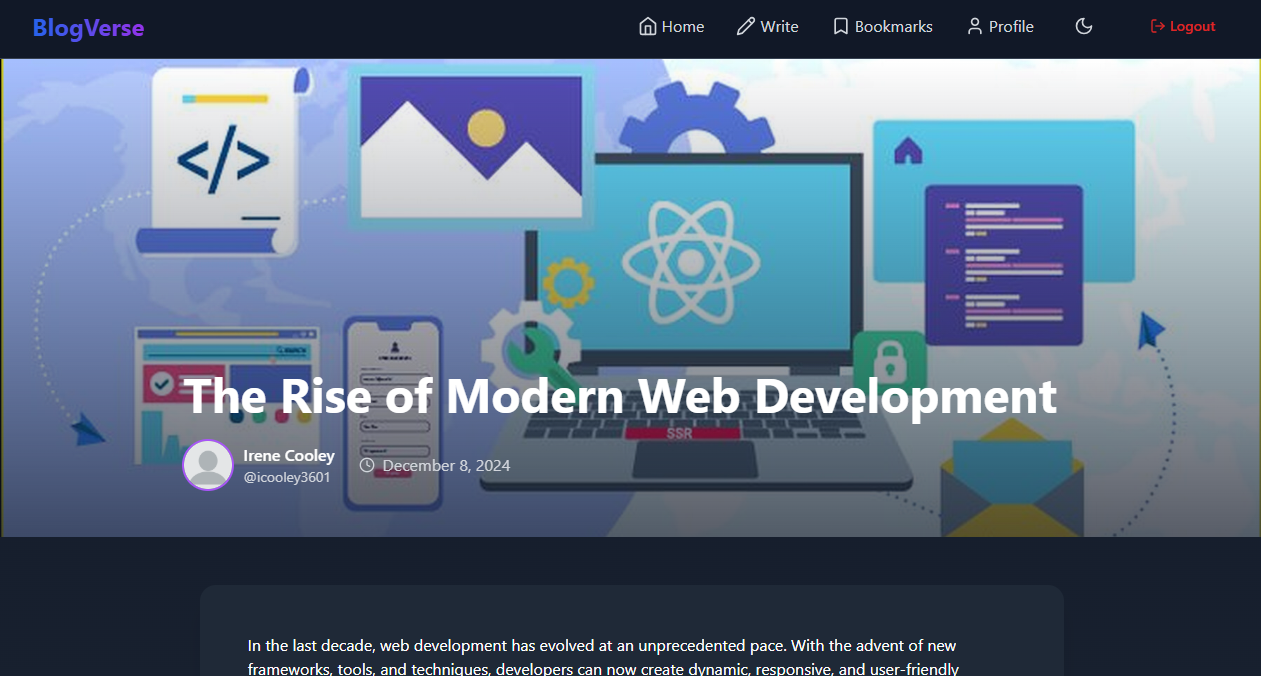 BlogVerse
Home Write Bookmarks Profile Logout
</>
SEARCH
The Rise of Modern Web Development
SSR
Irene Cooley
@icooley3601
December 8, 2024
In the last decade, web development has evolved at an unprecedented pace. With the advent of new
frameworks, tools, and techniques, developers can now create dynamic, responsive, and user-friendly